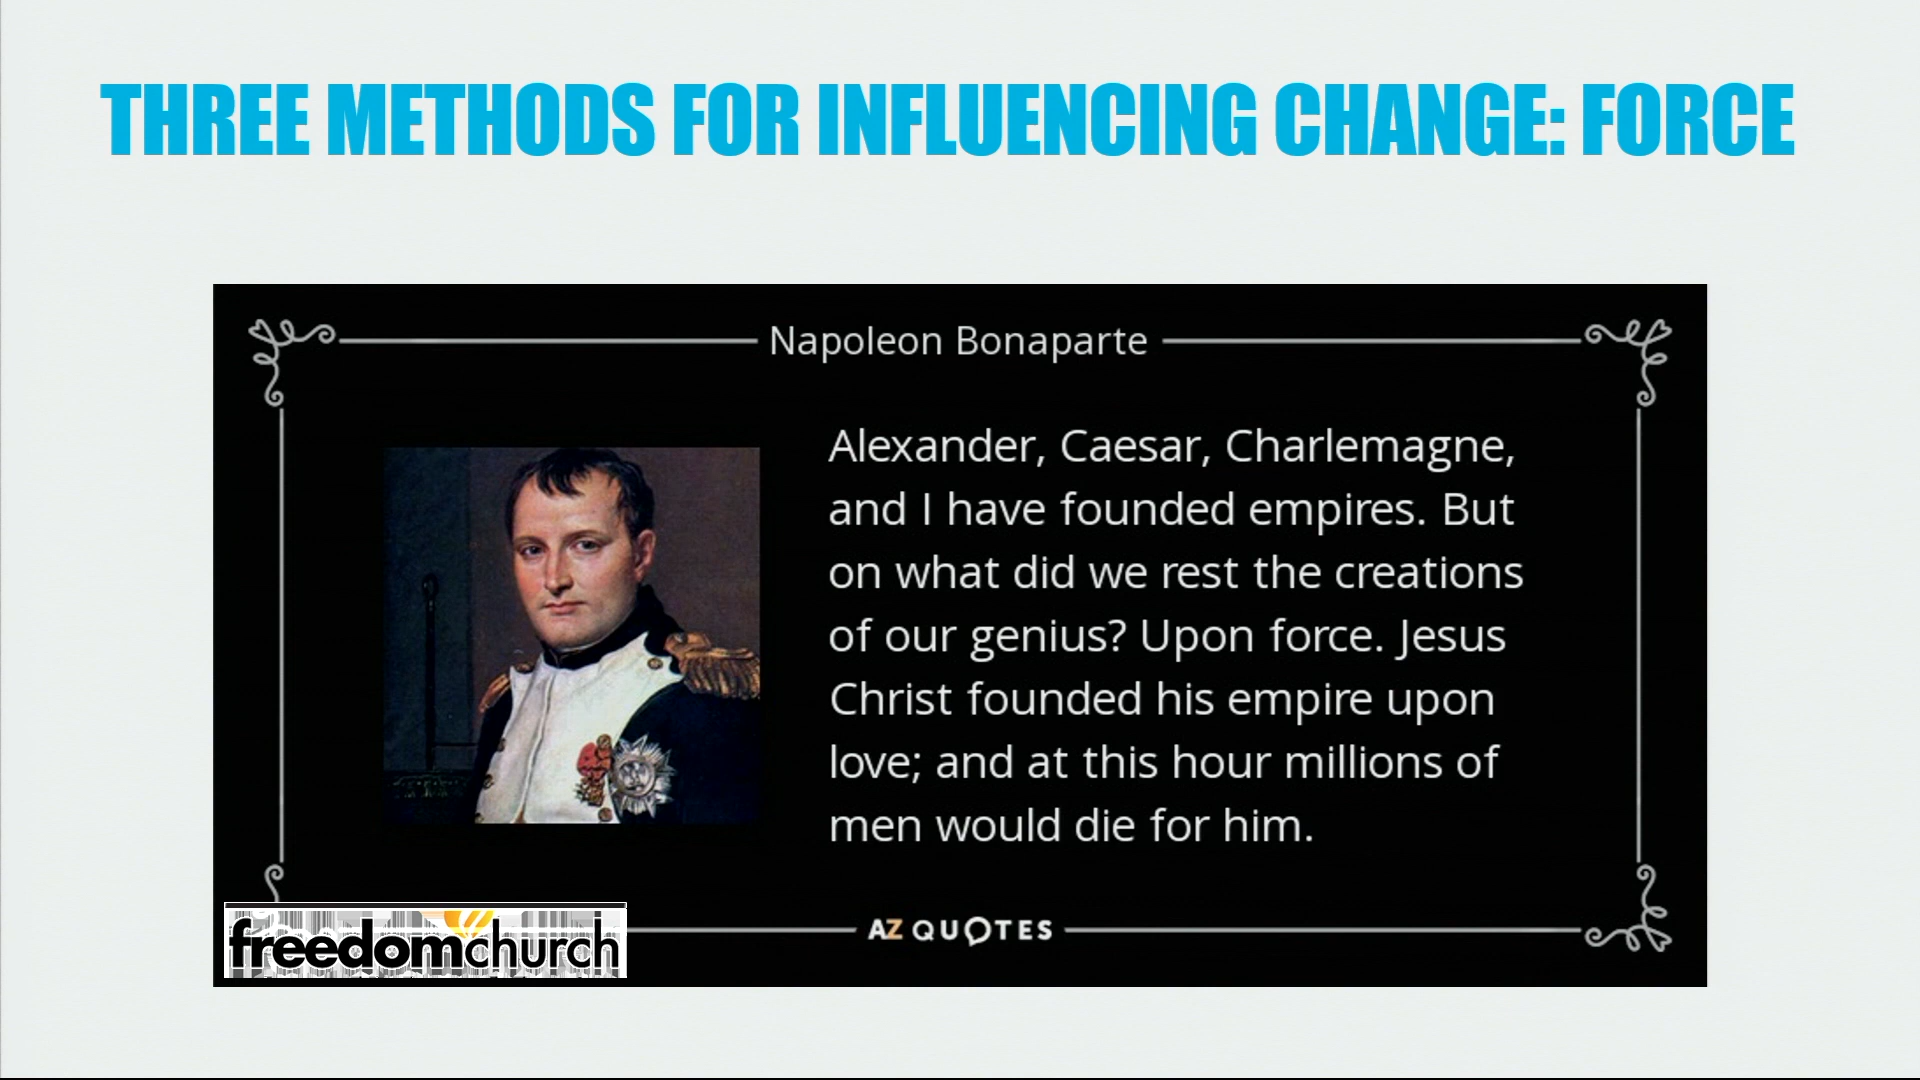 THREE METHODS FOR INFLUENCING CHANGE: FORCE
Napoleon Bonaparte
Alexander, Caesar, Charlemagne,
and I have founded empires. But
on what did we rest the creations
of our genius? Upon force. Jesus
Christ founded his empire upon
love; and at this hour millions of
men would die for him.
freedomchurch
AZ QUOTES